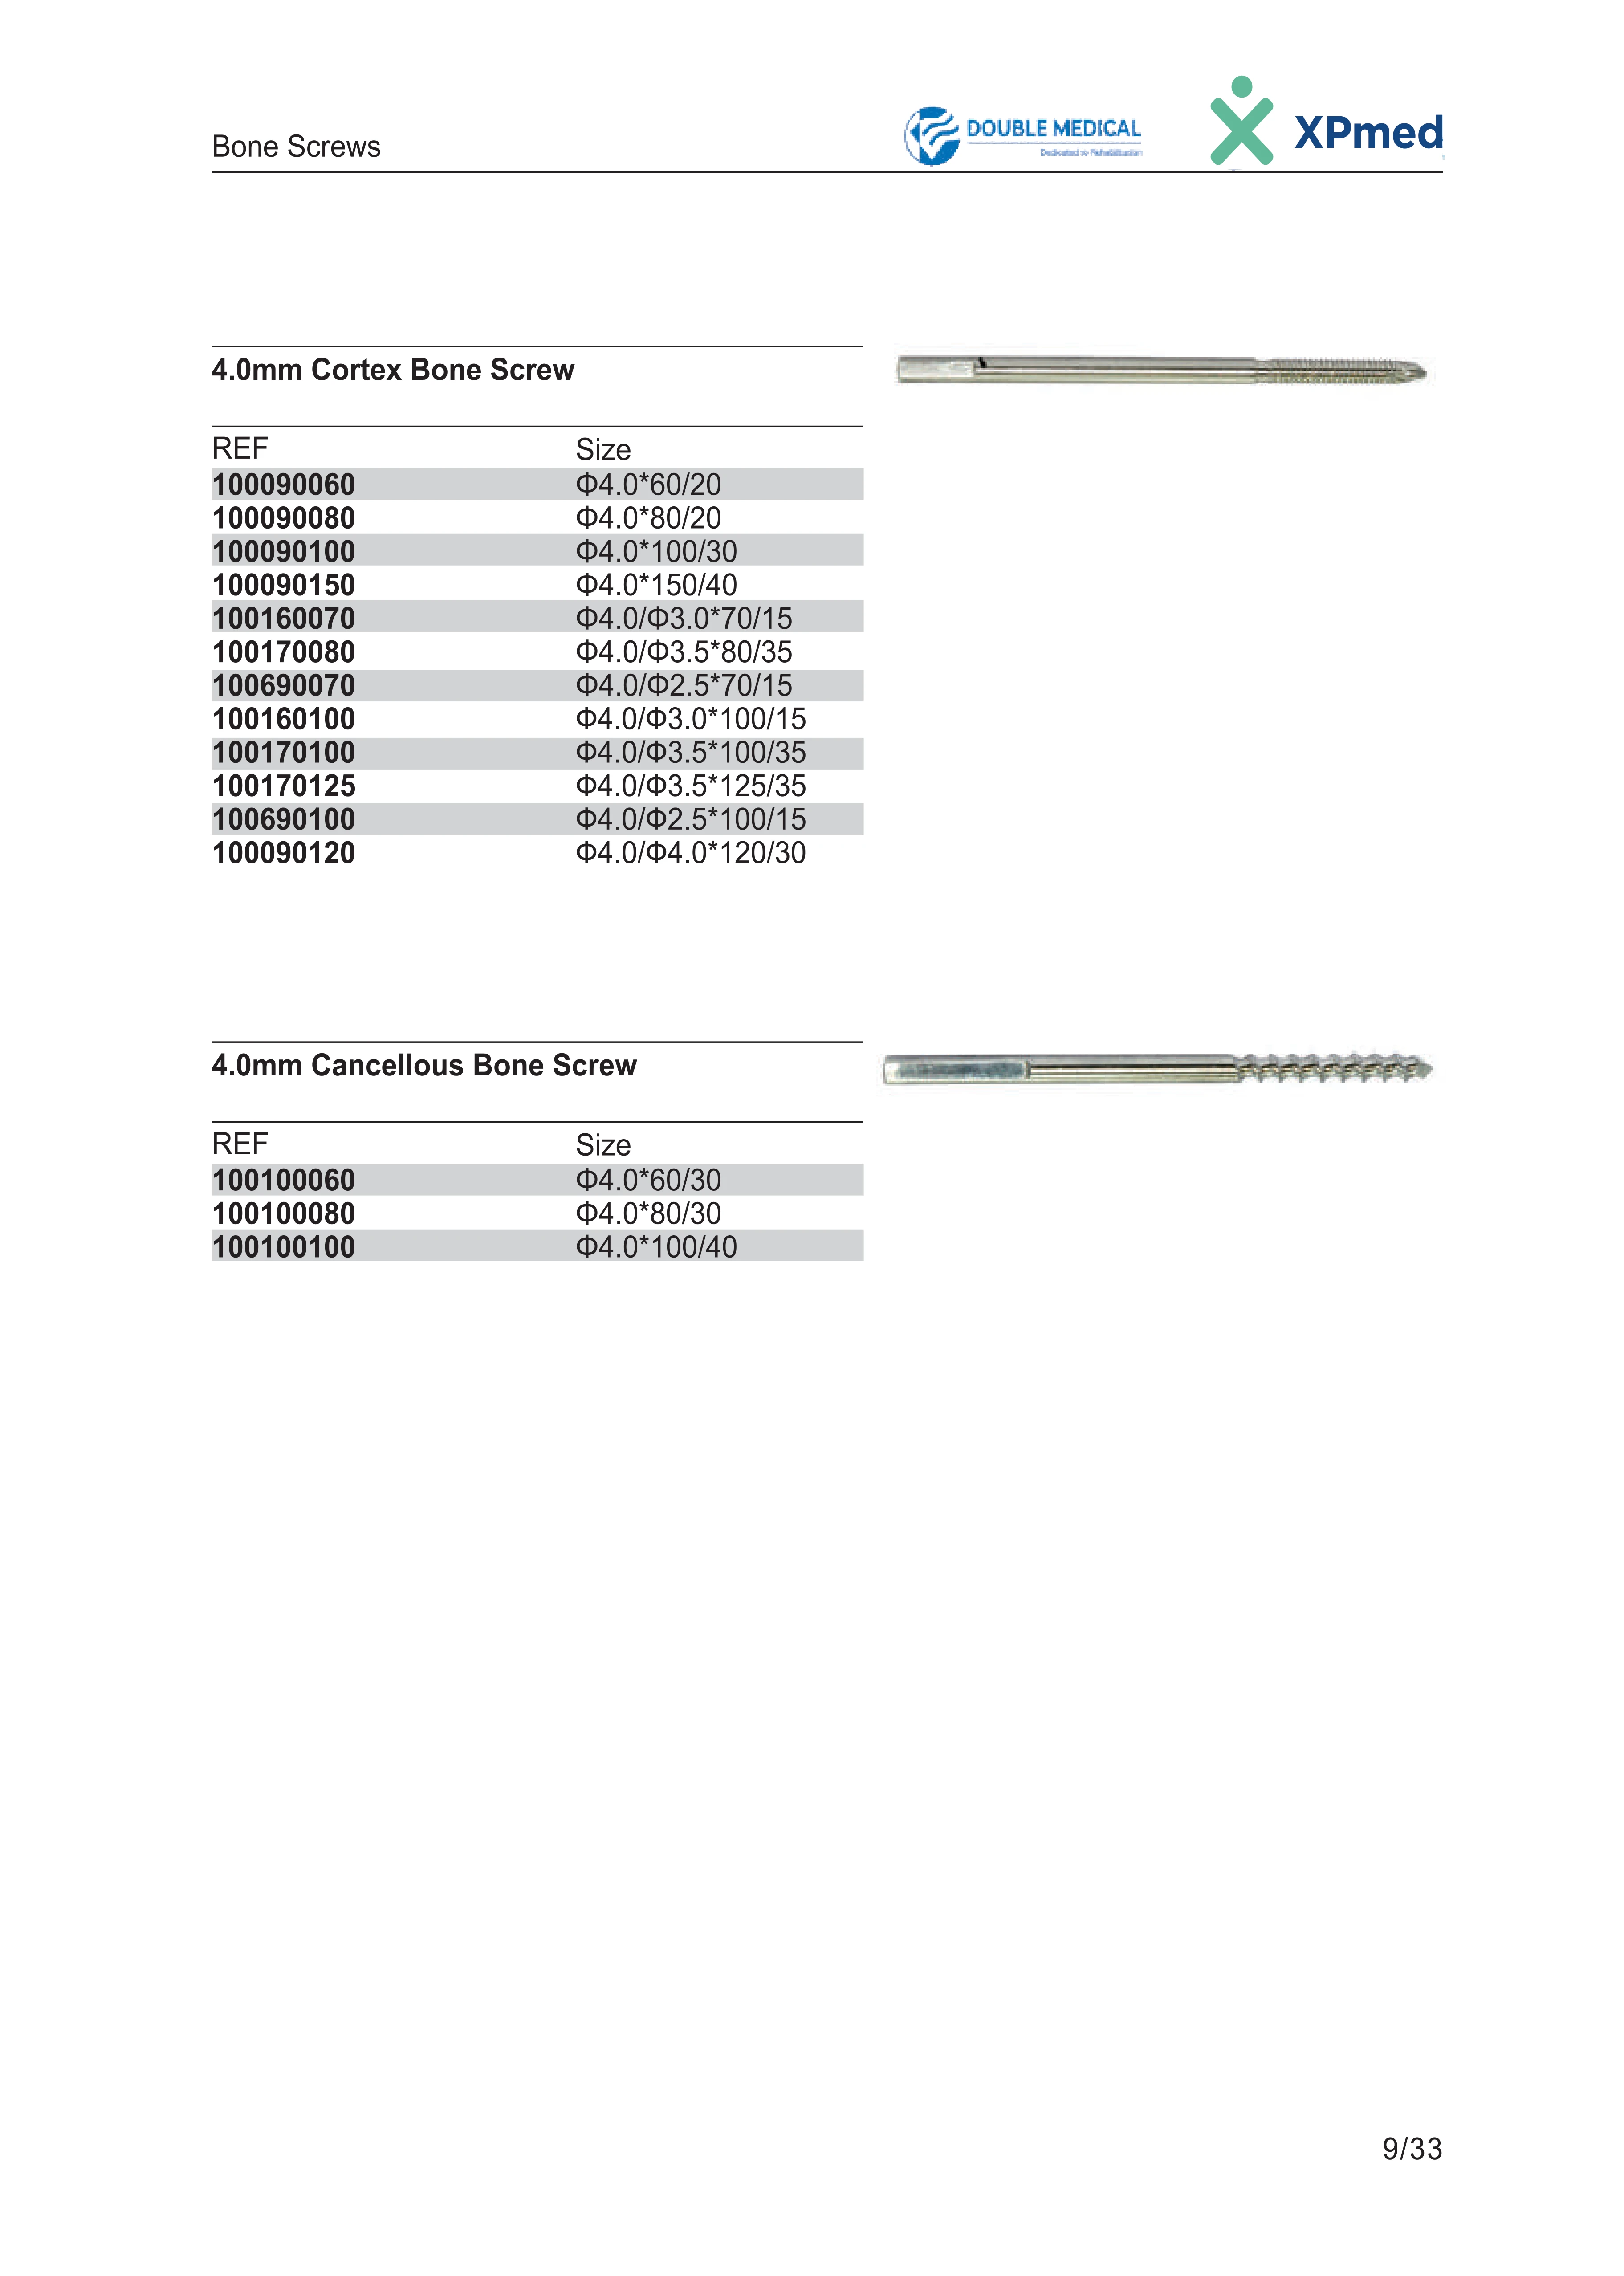 Bone Screws
DOUBLE MEDICAL
Dedicated to Rehabilitation
XPmed
4.0mm Cortex Bone Screw
REF Size
100090060 Φ4.0*60/20
100090080 Φ4.0*80/20
100090100 Φ4.0*100/30
100090150 Φ4.0*150/40
100160070 Φ4.0/Φ3.0*70/15
100170080 Φ4.0/Φ3.5*80/35
100690070 Φ4.0/Φ2.5*70/15
100160100 Φ4.0/Φ3.0*100/15
100170100 Φ4.0/Φ3.5*100/35
100170125 Φ4.0/Φ3.5*125/35
100690100 Φ4.0/Φ2.5*100/15
100090120 Φ4.0/Φ4.0*120/30
4.0mm Cancellous Bone Screw
REF Size
100100060 Φ4.0*60/30
100100080 Φ4.0*80/30
100100100 Φ4.0*100/40
9/33